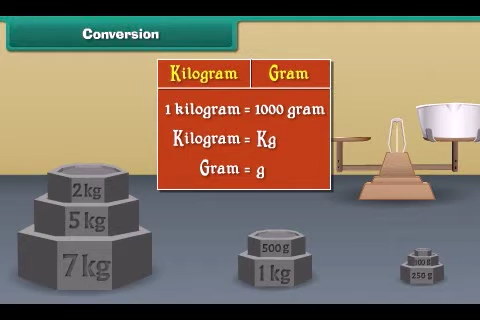 Conversion
Kilogram Gram
1 kilogram = 1000 gram
Kilogram = Kg
Gram = g
2 kg
5 kg
7 kg
500 g
1 kg
100 g
250 g